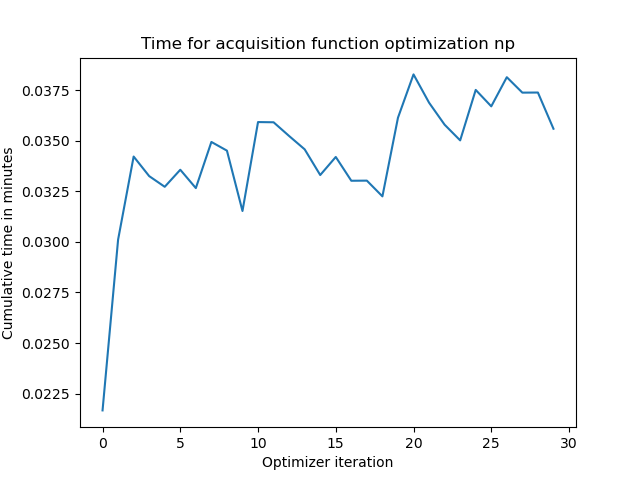 Time for acquisition function optimization np
Cumulative time in minutes
0.0375
0.0350
0.0325
0.0300
0.0275
0.0250
0.0225
0 5 10 15 20 25 30
Optimizer iteration